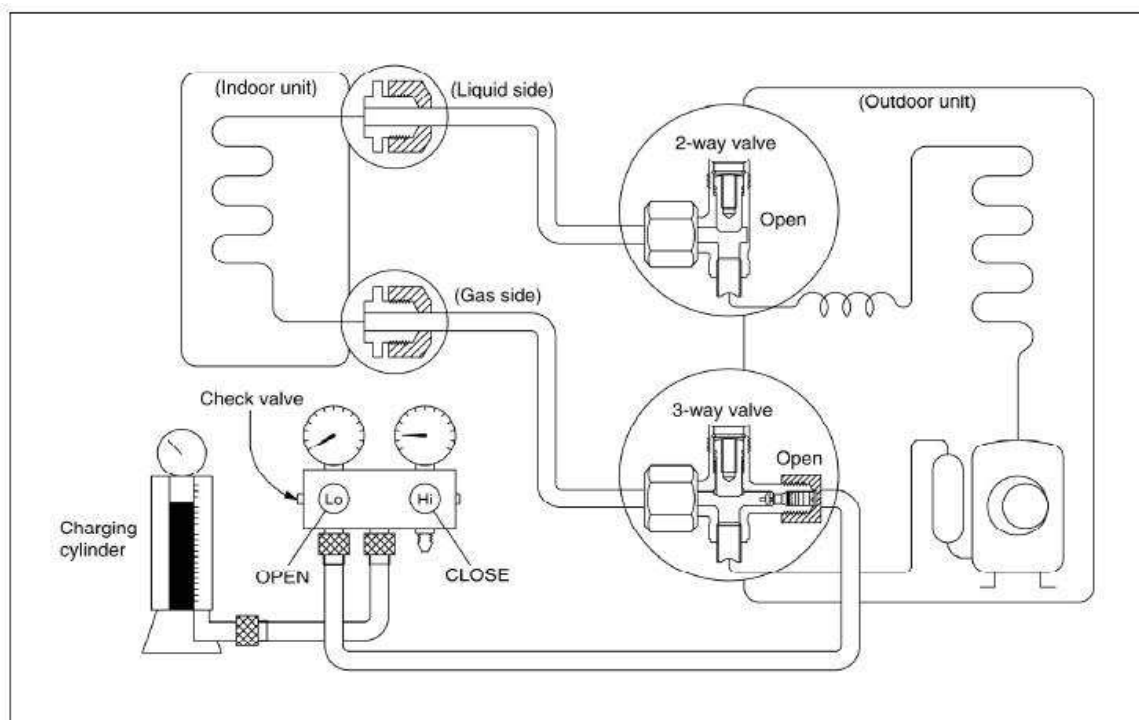 (Indoor unit)
(Liquid side)
(Outdoor unit)
2-way valve
Open
(Gas side)
3-way valve
Open
Check valve
Lo
Hi
Charging
cylinder
OPEN
CLOSE